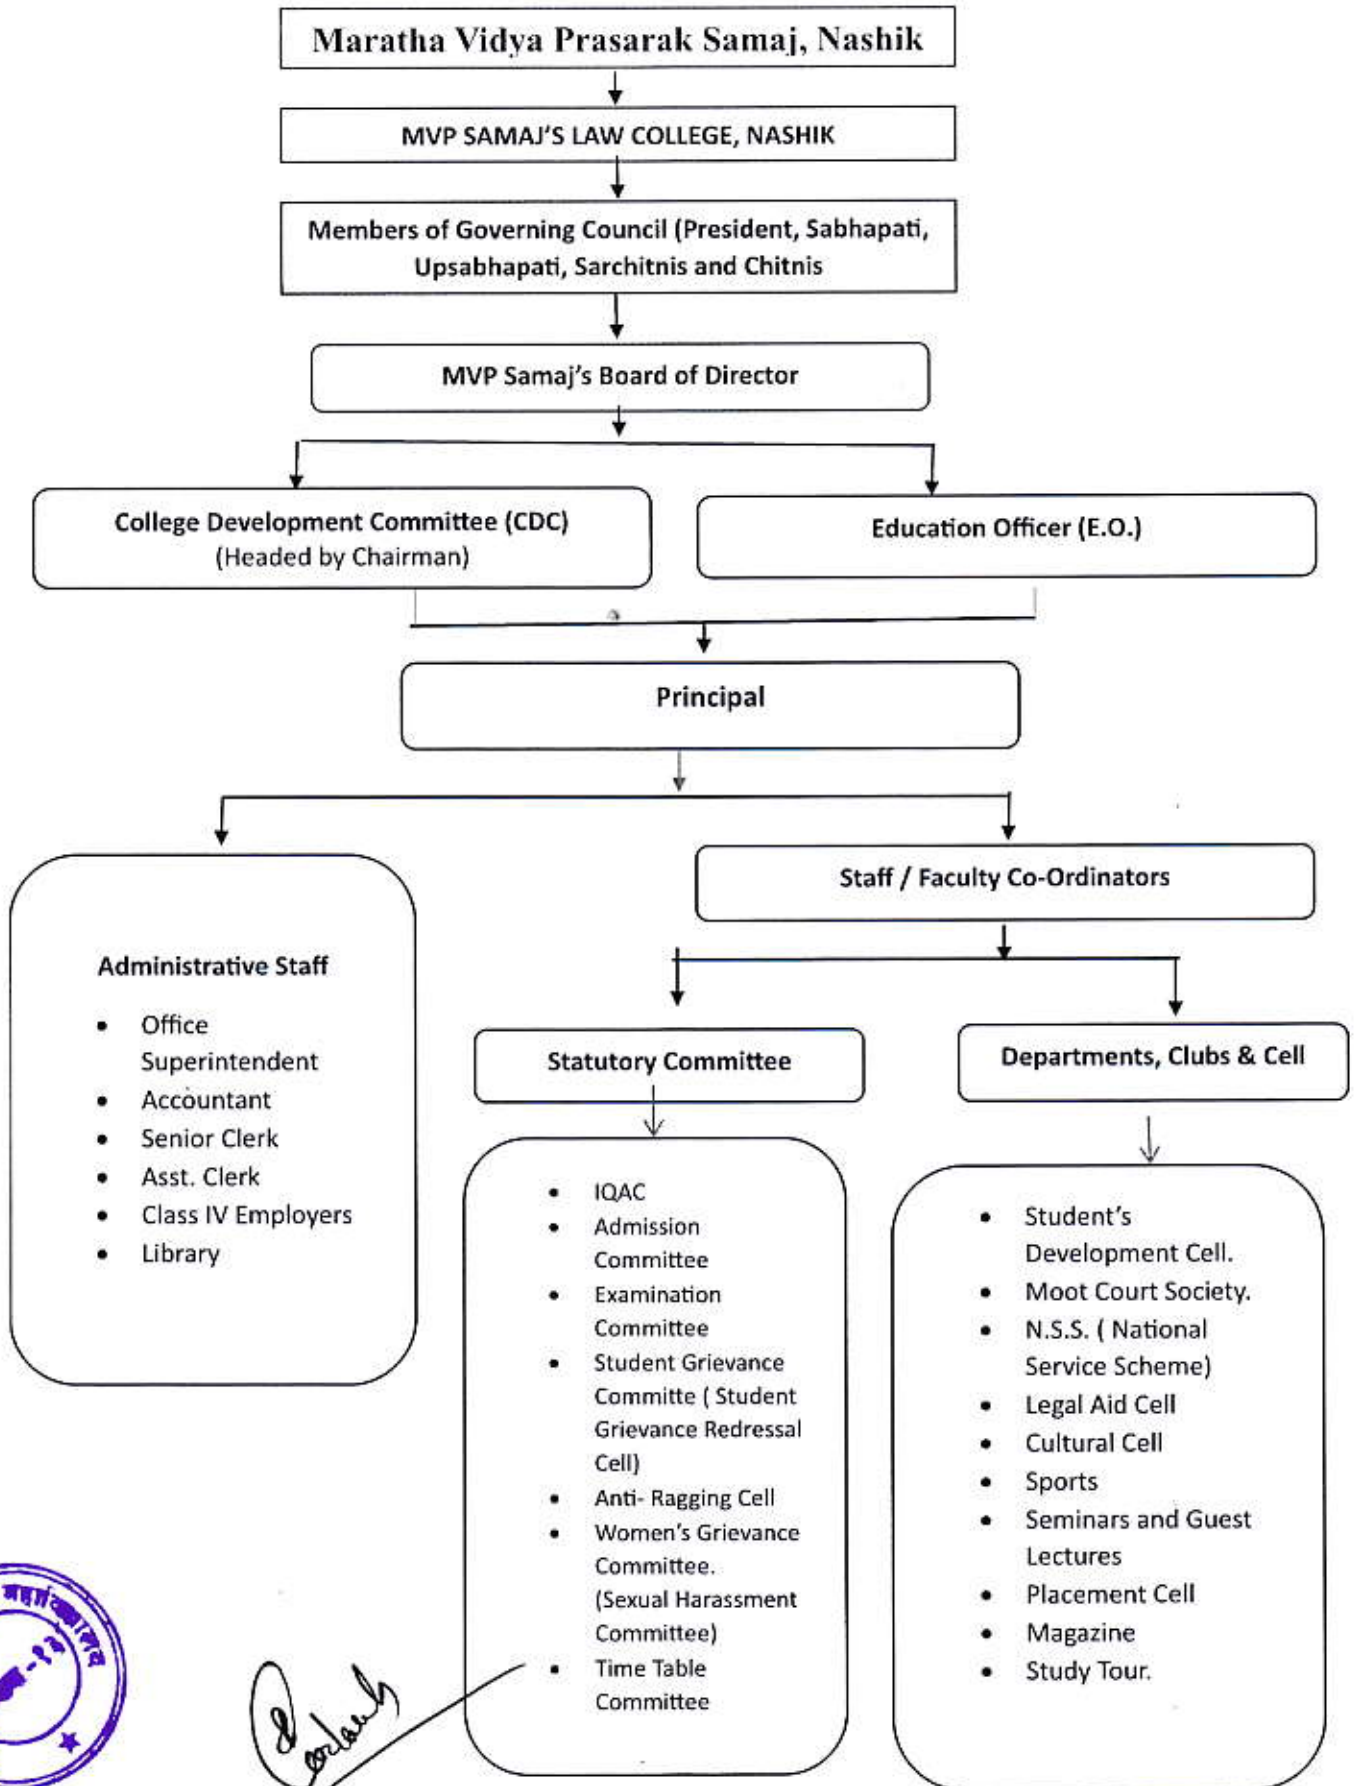 Maratha Vidya Prasarak Samaj, Nashik
MVP SAMAJ'S LAW COLLEGE, NASHIK
Members of Governing Council (President, Sabhapati,
Upsabhapati, Sarchitnis and Chitnis
MVP Samaj's Board of Director
College Development Committee (CDC)
(Headed by Chairman)
Education Officer (E.O.)
Principal
Administrative Staff
• Office
Superintendent
• Accountant
• Senior Clerk
• Asst. Clerk
• Class IV Employers
• Library
Staff / Faculty Co-Ordinators
Statutory Committee
• IQAC
• Admission
Committee
• Examination
Committee
• Student Grievance
Committe ( Student
Grievance Redressal
Cell)
• Anti- Ragging Cell
• Women's Grievance
Committee.
(Sexual Harassment
Committee)
• Time Table
Committee
Departments, Clubs & Cell
• Student's
Development Cell.
• Moot Court Society.
• N.S.S. ( National
Service Scheme)
• Legal Aid Cell
• Cultural Cell
• Sports
• Seminars and Guest
Lectures
• Placement Cell
• Magazine
• Study Tour.